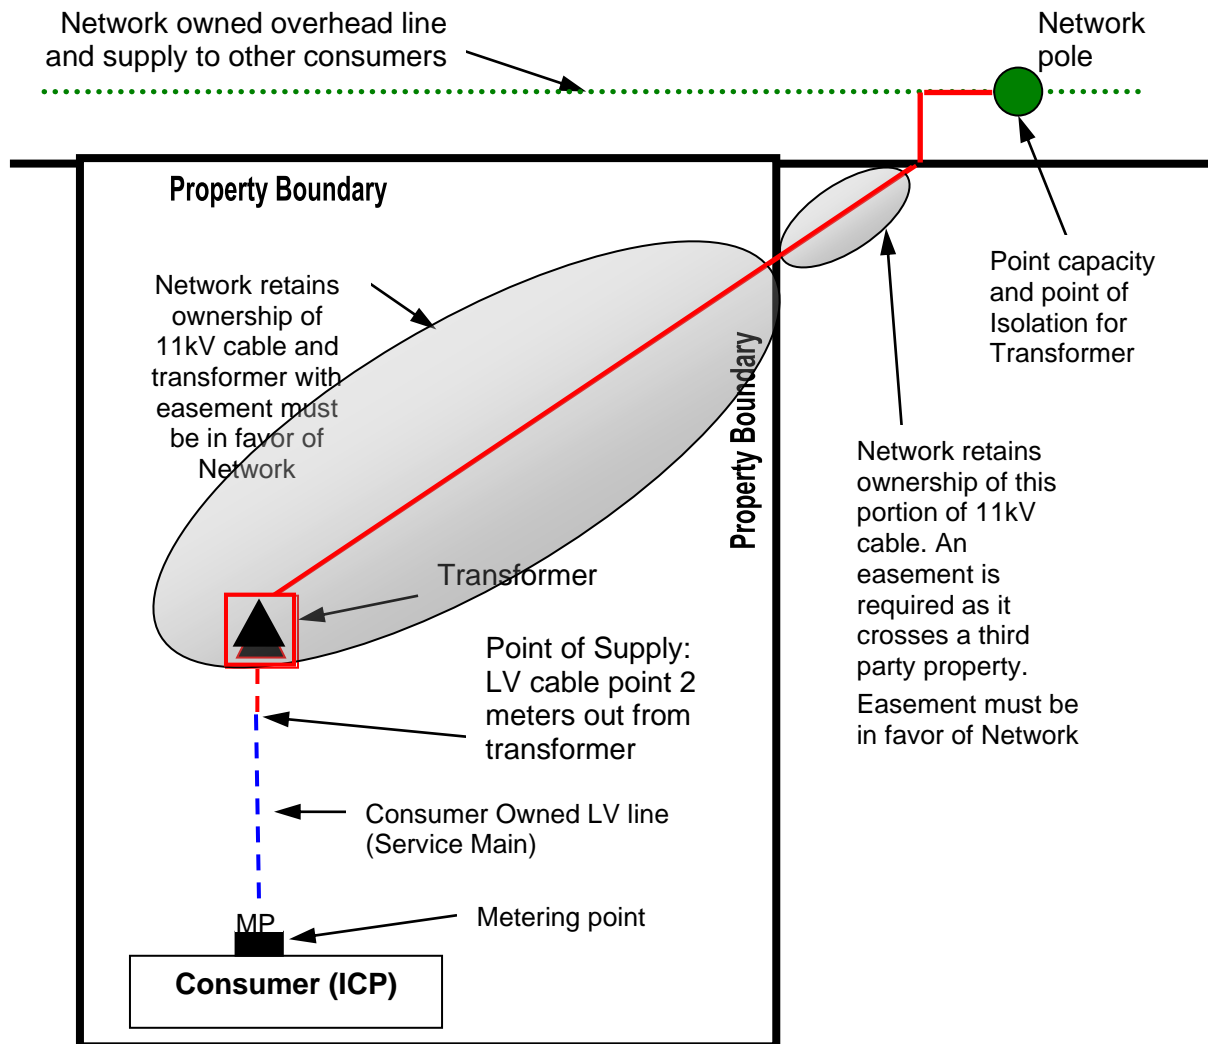 Network owned overhead line
and supply to other consumers
Network
pole
Property Boundary
Network retains
ownership of
11kV cable and
transformer with
easement must
be in favor of
Network
Point capacity
and point of
Isolation for
Transformer
Property Boundary
Network retains
ownership of this
portion of 11kV
cable. An
easement is
required as it
crosses a third
party property.
Easement must be
in favor of Network
Transformer
Point of Supply:
LV cable point 2
meters out from
transformer
Consumer Owned LV line
(Service Main)
MP
Metering point
Consumer (ICP)